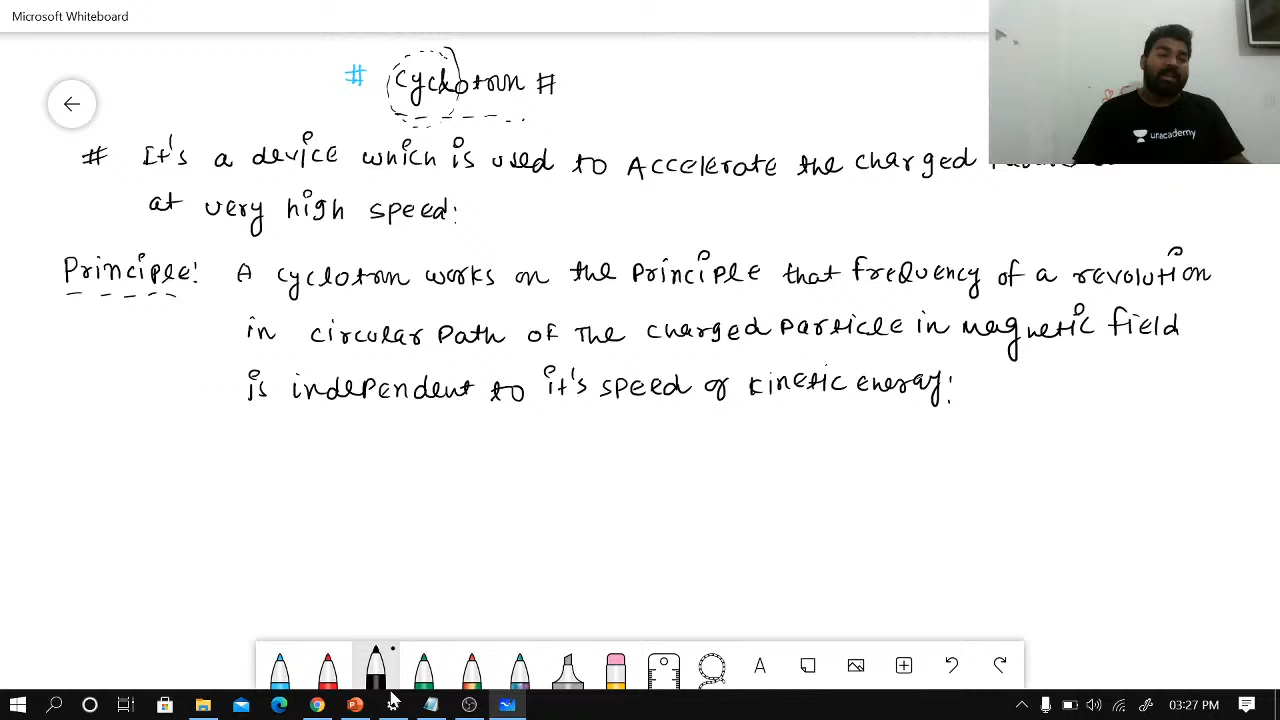 Microsoft Whiteboard
# Cyclotron #
uracademy
# It's a device which is used to Accelerate the charged
at very high speed:
Principle: A cyclotron works on the Principle that frequency of a revolution
in circular Path of The charged Particle in magnetic field
is independent to it's speed or kinetic energy:
A
03:27 PM